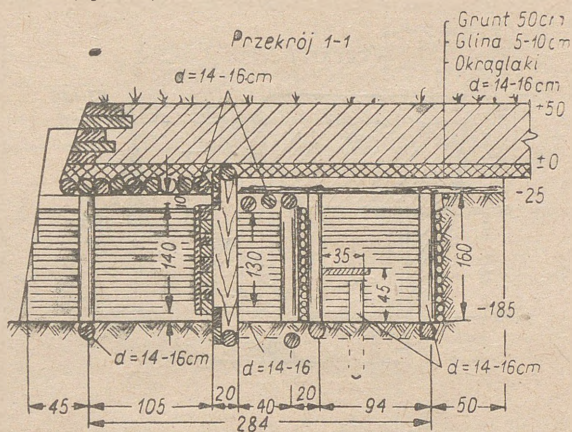 Przekrój 1-1
Grunt 50cm
Glina 5-10cm
Okrąglaki
d=14-16cm
d=14-16cm
+50
±0
-25
10
140
130
35
45
160
-185
d=14-16cm
d=14-16
d=14-16cm
45
105
20
40
20
94
50
284